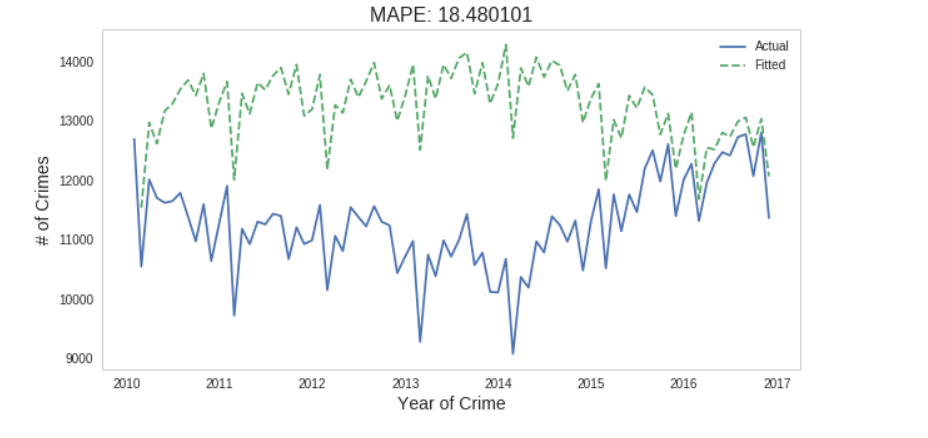 MAPE: 18.480101
Actual
Fitted
14000
13000
12000
11000
10000
9000
# of Crimes
2010 2011 2012 2013 2014 2015 2016 2017
Year of Crime